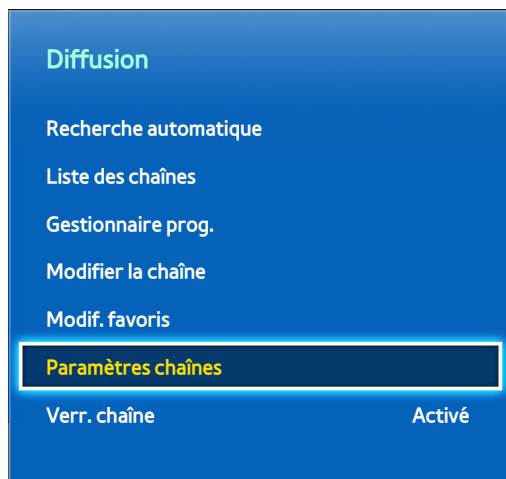 Diffusion
Recherche automatique
Liste des chaînes
Gestionnaire prog.
Modifier la chaîne
Modif. favoris
Paramètres chaînes
Verr. chaîne Activé